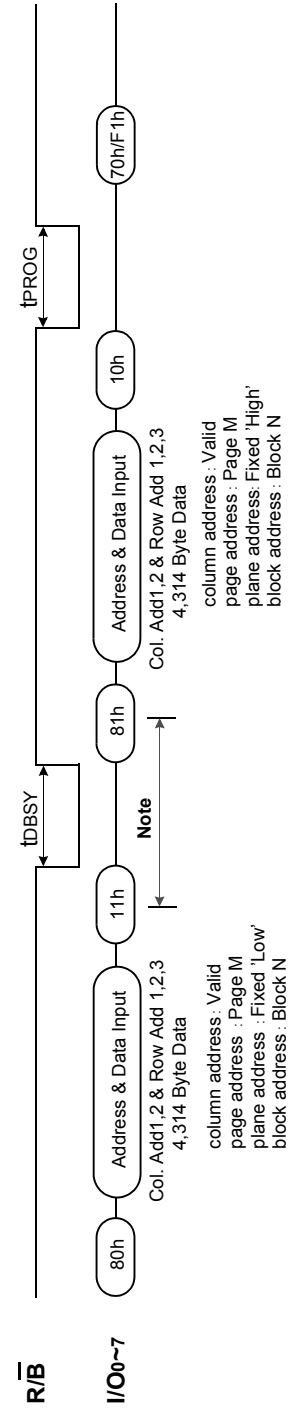 R/B
tDBSY
tPROG
I/O0~7
80h
Address & Data Input
11h
81h
Address & Data Input
10h
70h/F1h
Col. Add1,2 & Row Add 1,2,3
4,314 Byte Data
Note
Col. Add1,2 & Row Add 1,2,3
4,314 Byte Data
column address : Valid
page address : Page M
plane address : Fixed 'Low'
block address : Block N
column address : Valid
page address : Page M
plane address: Fixed 'High'
block address : Block N